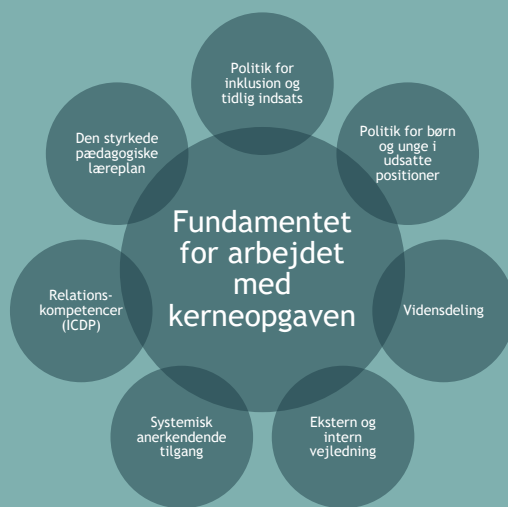 Politik for
inklusion og
tidlig indsats
Politik for børn
og unge i
udsatte
positioner
Vidensdeling
Ekstern og
intern
vejledning
Systemisk
anerkendende
tilgang
Relations-
kompetencer
(ICDP)
Den styrkede
pædagogiske
læreplan
Fundamentet
for arbejdet
med
kerneopgaven